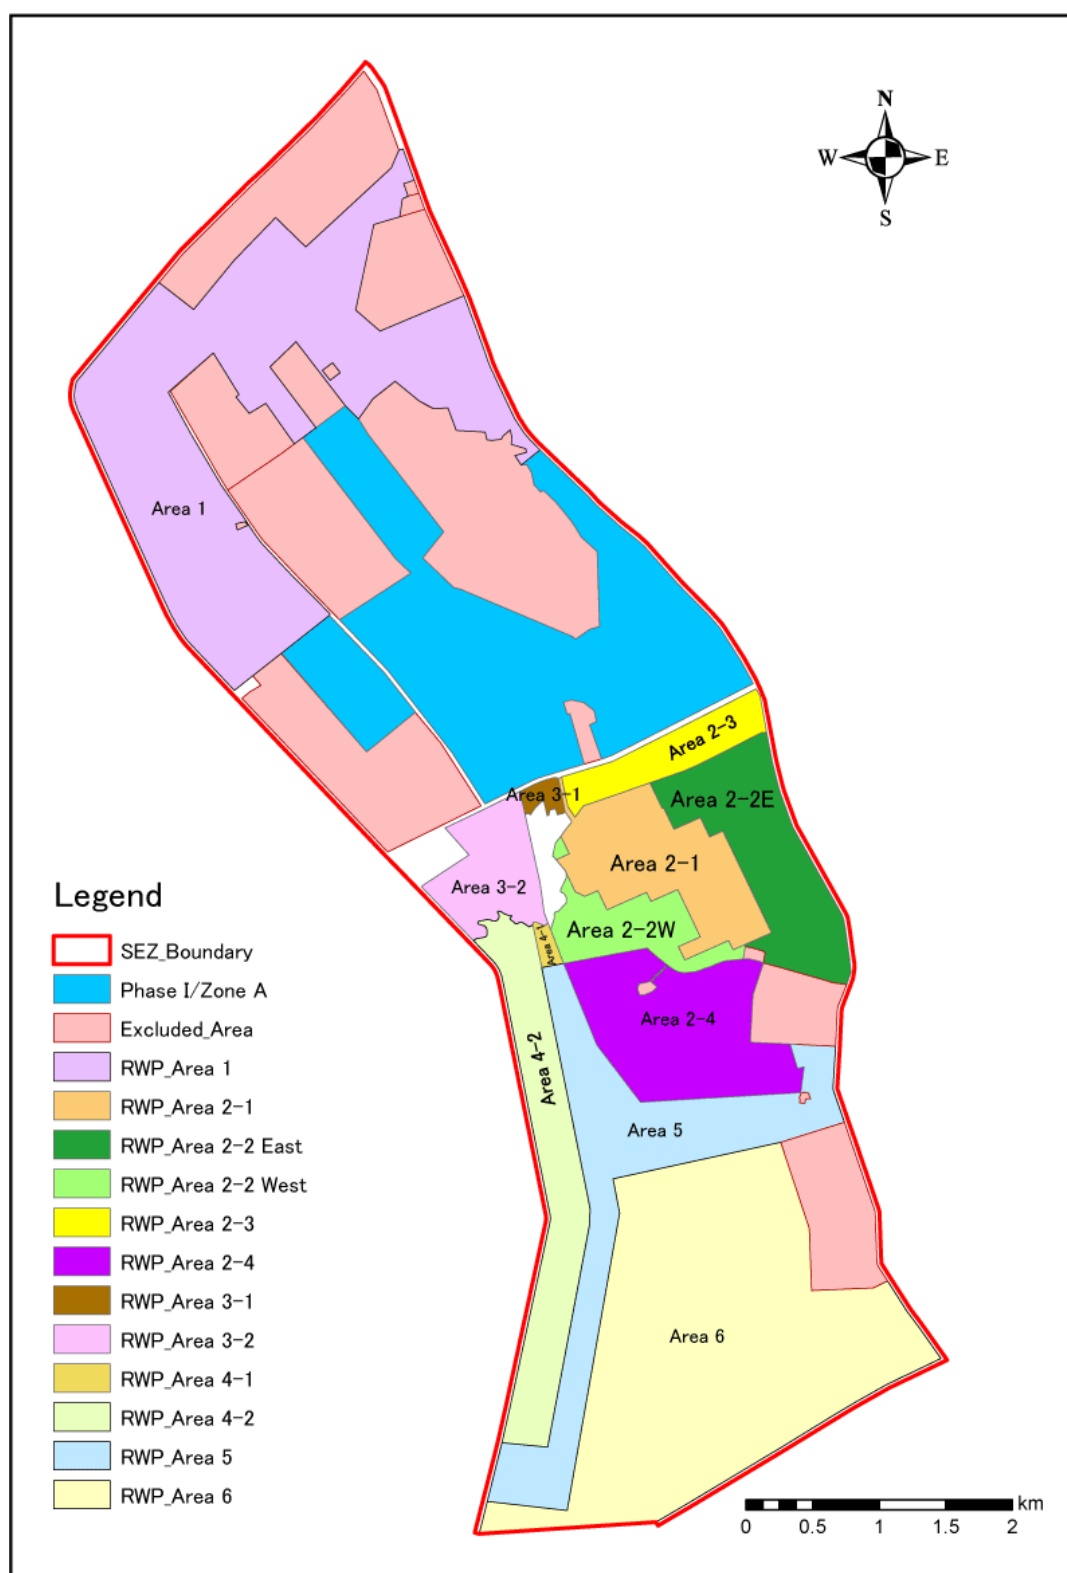 N
W E
S
Area 1
Area 2-3
Area 3-1
Area 2-2E
Area 2-1
Area 3-2
Area 2-2W
Area 4-1
Area 2-4
Area 4-2
Area 5
Area 6
Legend
SEZ_Boundary
Phase I/Zone A
Excluded_Area
RWP_Area 1
RWP_Area 2-1
RWP_Area 2-2 East
RWP_Area 2-2 West
RWP_Area 2-3
RWP_Area 2-4
RWP_Area 3-1
RWP_Area 3-2
RWP_Area 4-1
RWP_Area 4-2
RWP_Area 5
RWP_Area 6
km
0 0.5 1 1.5 2